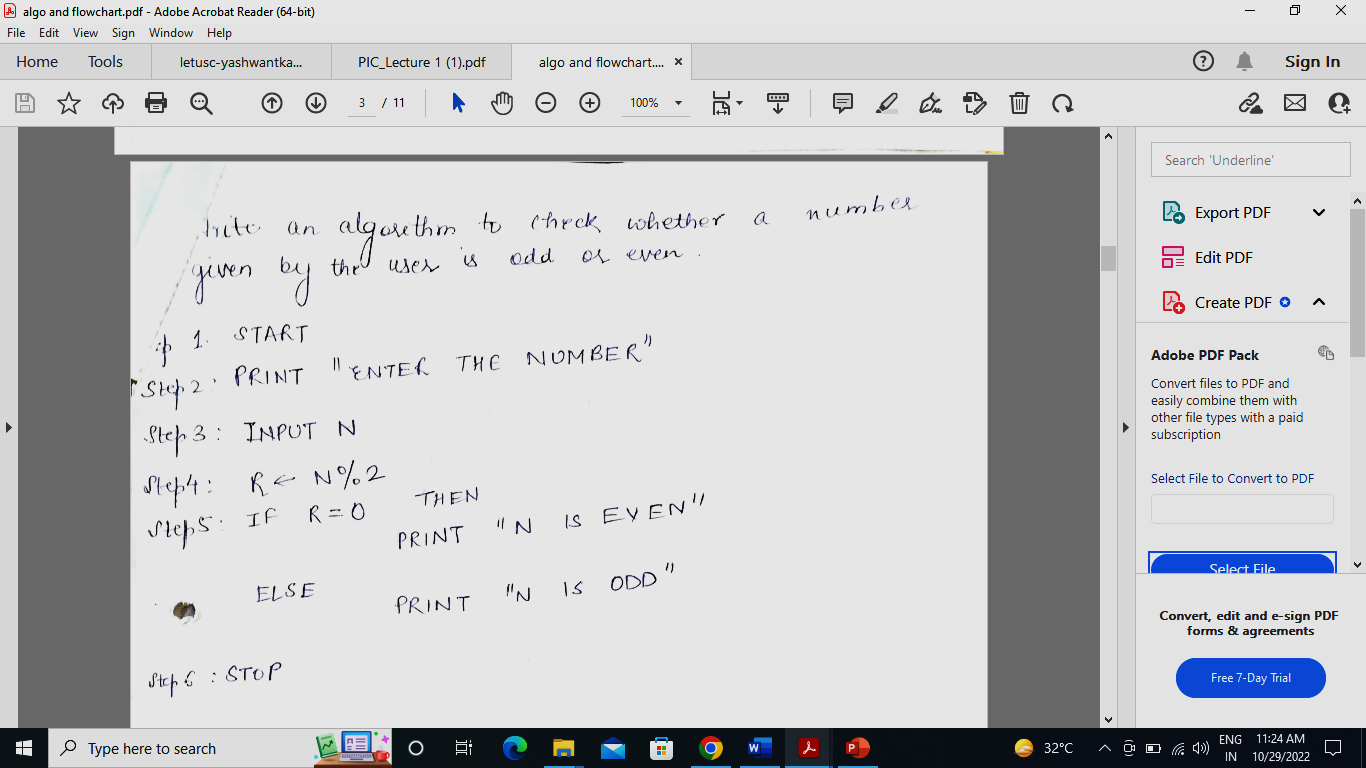 algo and flowchart.pdf - Adobe Acrobat Reader (64-bit)
File Edit View Sign Window Help
Home Tools letusc-yashwantka... PIC_Lecture 1 (1).pdf algo and flowchart.... × Sign In
3 / 11 100%
an algorithm to check whether a number
given by the user is odd or even.
1. START
Step 2: PRINT "ENTER THE NUMBER"
Step 3: INPUT N
Step 4: R ← N%2
Step 5: IF R = 0 THEN
PRINT "N IS EVEN"
ELSE PRINT "N IS ODD"
Step 6: STOP
Search 'Underline'
Export PDF
Edit PDF
Create PDF
Adobe PDF Pack
Convert files to PDF and
easily combine them with
other file types with a paid
subscription
Select File to Convert to PDF
Select File
Convert, edit and e-sign PDF
forms & agreements
Free 7-Day Trial
Type here to search
32°C ENG 11:24 AM
IN 10/29/2022